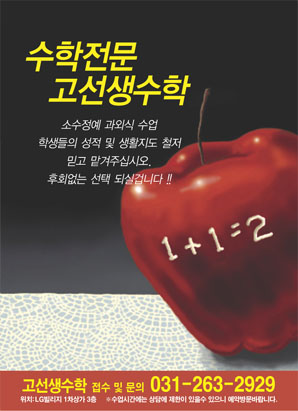 수학전문
고선생수학
소수정예 과외식 수업
학생들의 성적 및 생활지도 철저
믿고 맡겨주십시오.
후회없는 선택 되실겁니다 !!
1+1=2
고선생수학 접수 및 문의 031-263-2929
위치: LG빌리지 1차상가 3층 ※수업시간에는 상담에 제한이 있을수 있으니 예약방문바랍니다.